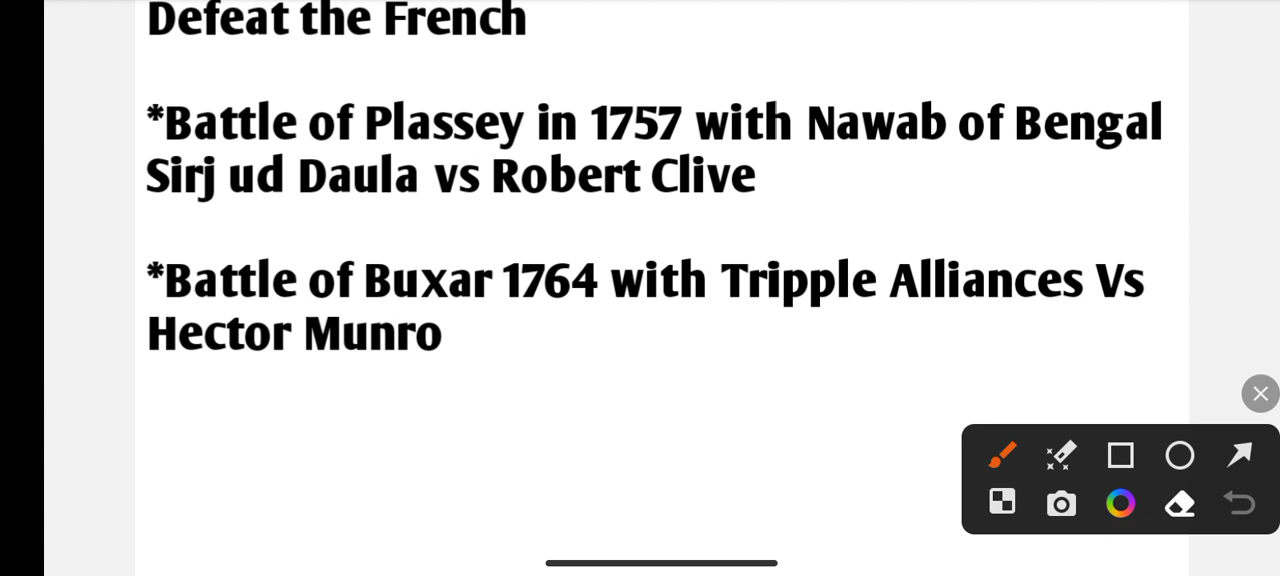 Defeat the French
*Battle of Plassey in 1757 with Nawab of Bengal
Sirj ud Daula vs Robert Clive
*Battle of Buxar 1764 with Tripple Alliances Vs
Hector Munro